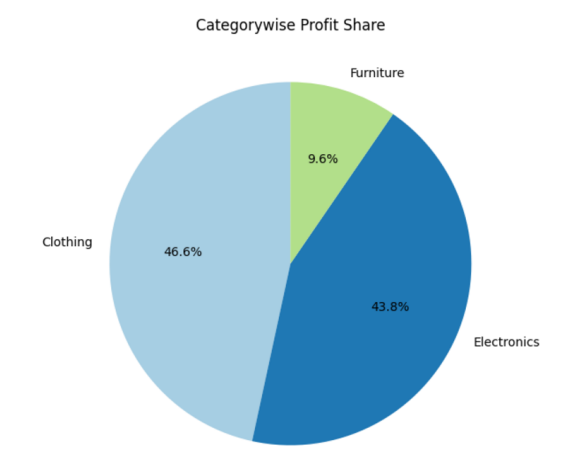 Categorywise Profit Share
Furniture
9.6%
Clothing
46.6%
43.8%
Electronics